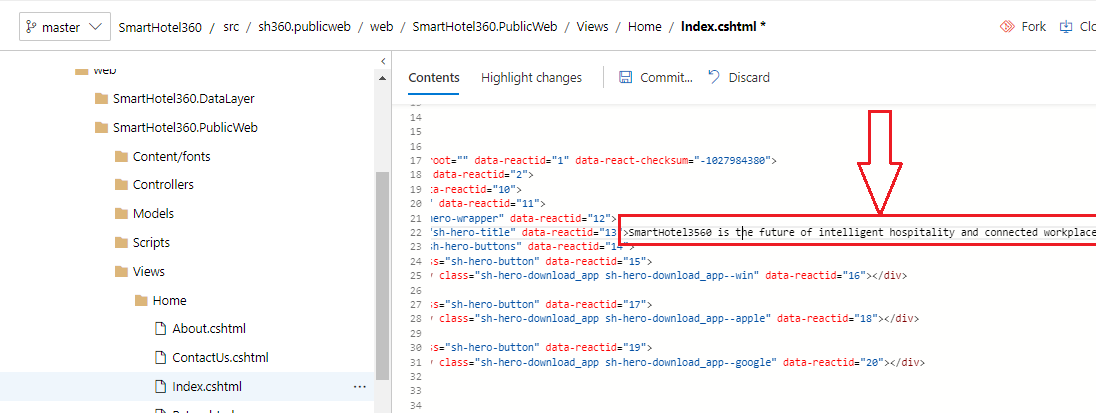 master SmartHotel360 / src / sh360.publicweb / web / SmartHotel360.PublicWeb / Views / Home / Index.cshtml * Fork Clo
web
SmartHotel360.DataLayer
SmartHotel360.PublicWeb
Content/fonts
Controllers
Models
Scripts
Views
Home
About.cshtml
ContactUs.cshtml
Index.cshtml ...
Contents Highlight changes Commit... Discard
14
15
16
17 root="" data-reactid="1" data-react-checksum="-1027984380">
18 data-reactid="2">
19 ta-reactid="10">
20 " data-reactid="11">
21 hero-wrapper" data-reactid="12">
22 "sh-hero-title" data-reactid="13">SmartHotel3560 is the future of intelligent hospitality and connected workplace
23 sh-hero-buttons" data-reactid="14">
24 ss="sh-hero-button" data-reactid="15">
25 v class="sh-hero-download_app sh-hero-download_app--win" data-reactid="16"></div>
26
27 ss="sh-hero-button" data-reactid="17">
28 v class="sh-hero-download_app sh-hero-download_app--apple" data-reactid="18"></div>
29
30 ss="sh-hero-button" data-reactid="19">
31 v class="sh-hero-download_app sh-hero-download_app--google" data-reactid="20"></div>
32
33
34